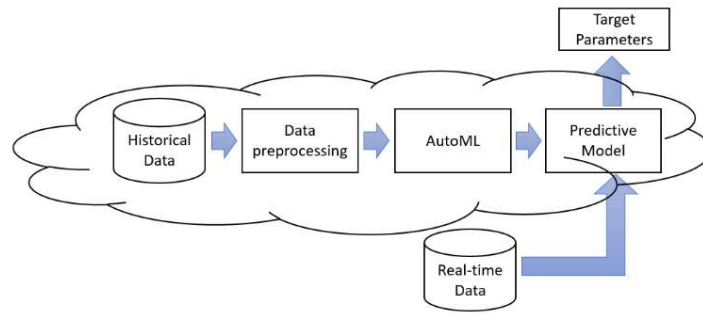 Target
Parameters
Historical
Data
Data
preprocessing
AutoML
Predictive
Model
Real-time
Data